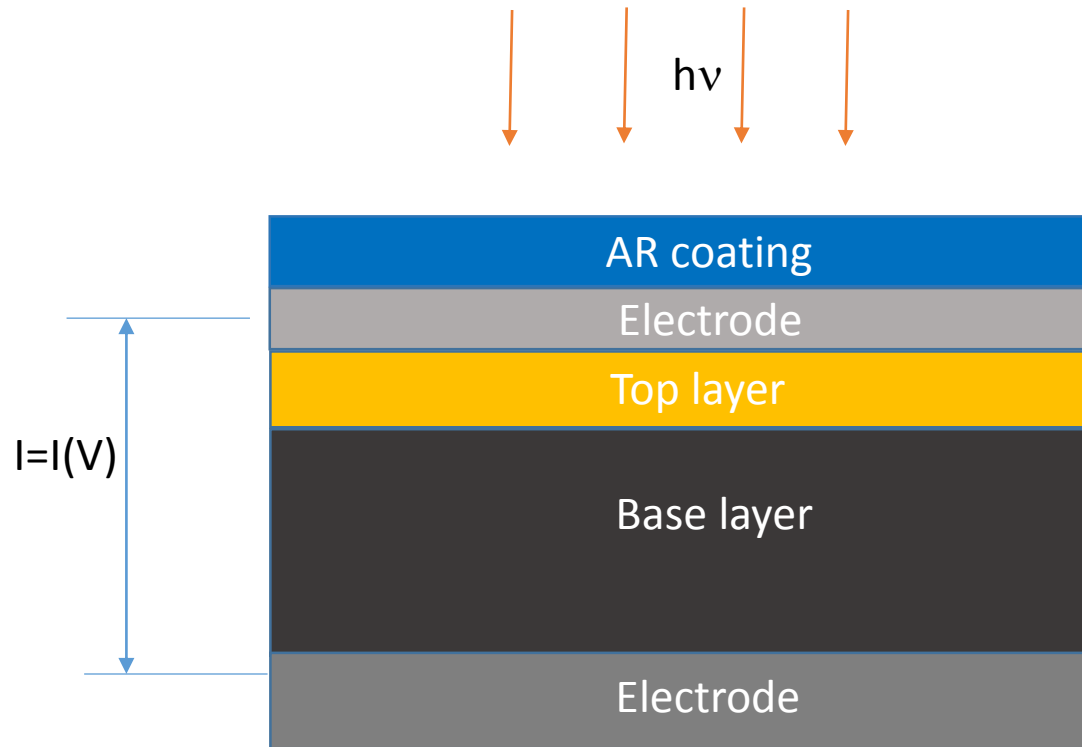 hν
AR coating
Electrode
Top layer
I=I(V)
Base layer
Electrode